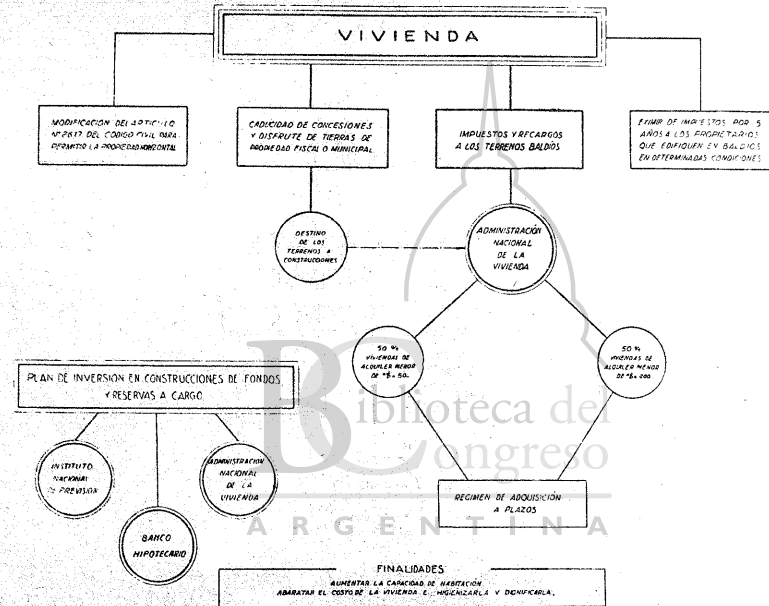 VIVIENDA
MODIFICACION DEL ARTICULO
Nº 2617 DEL CODIGO CIVIL PARA
PERMITIR LA PROPIEDAD HORIZONTAL
CADUCIDAD DE CONCESIONES
Y DISFRUTE DE TIERRAS DE
PROPIEDAD FISCAL O MUNICIPAL
IMPUESTOS Y RECARGOS
A LOS TERRENOS BALDÍOS
EXIMIR DE IMPUESTOS POR 5
AÑOS A LOS PROPIETARIOS
QUE EDIFIQUEN EN BALDIOS
EN DETERMINADAS CONDICIONES
DESTINO
DE LOS
TERRENOS A
CONSTRUCCIONES
ADMINISTRACIÓN
NACIONAL
DE LA
VIVIENDA
50 %
VIVIENDAS DE
ALQUILER MENOR
DE $ 50-
50 %
VIVIENDAS DE
ALQUILER MENOR
DE $ 200
PLAN DE INVERSION EN CONSTRUCCIONES DE FONDOS
Y RESERVAS A CARGO
INSTITUTO
NACIONAL
DE PREVISION
BANCO
HIPOTECARIO
ADMINISTRACION
NACIONAL
DE LA
VIVIENDA
REGIMEN DE ADQUISICIÓN
A PLAZOS
Biblioteca del
Congreso
ARGENTINA
FINALIDADES
AUMENTAR LA CAPACIDAD DE HABITACIÓN
ABARATAR EL COSTO DE LA VIVIENDA E HIGIENIZARLA Y DIGNIFICARLA.